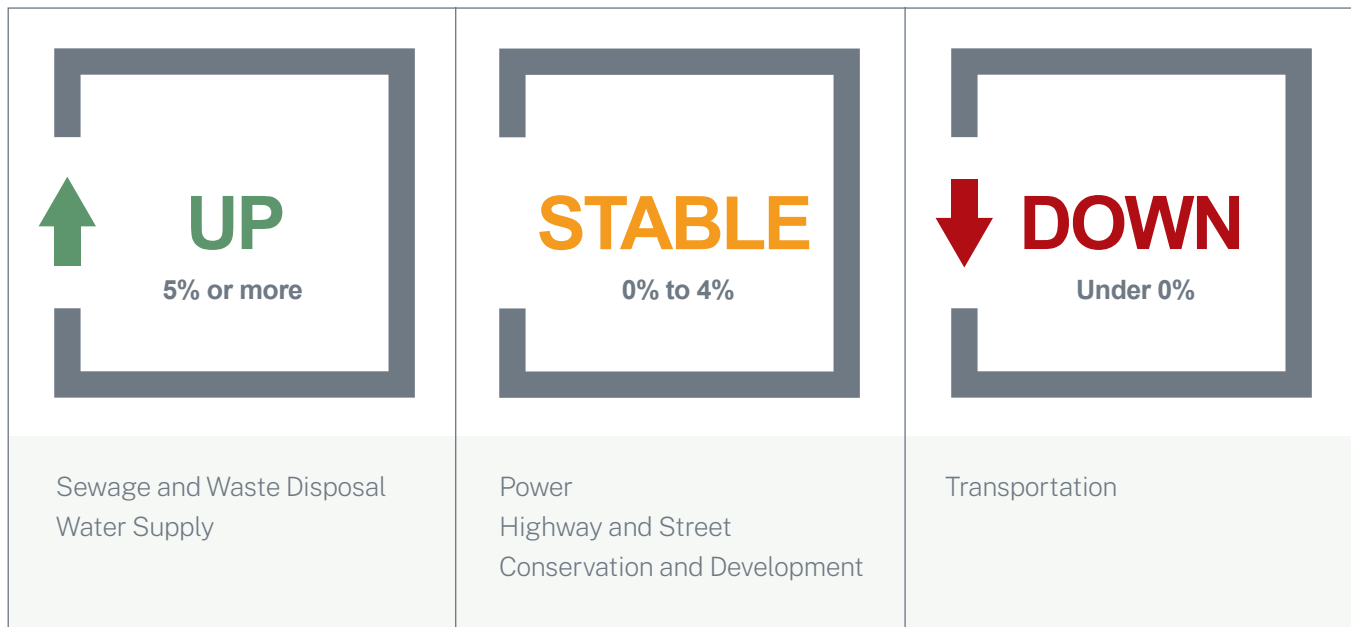 UP
5% or more
Sewage and Waste Disposal
Water Supply
STABLE
0% to 4%
Power
Highway and Street
Conservation and Development
DOWN
Under 0%
Transportation